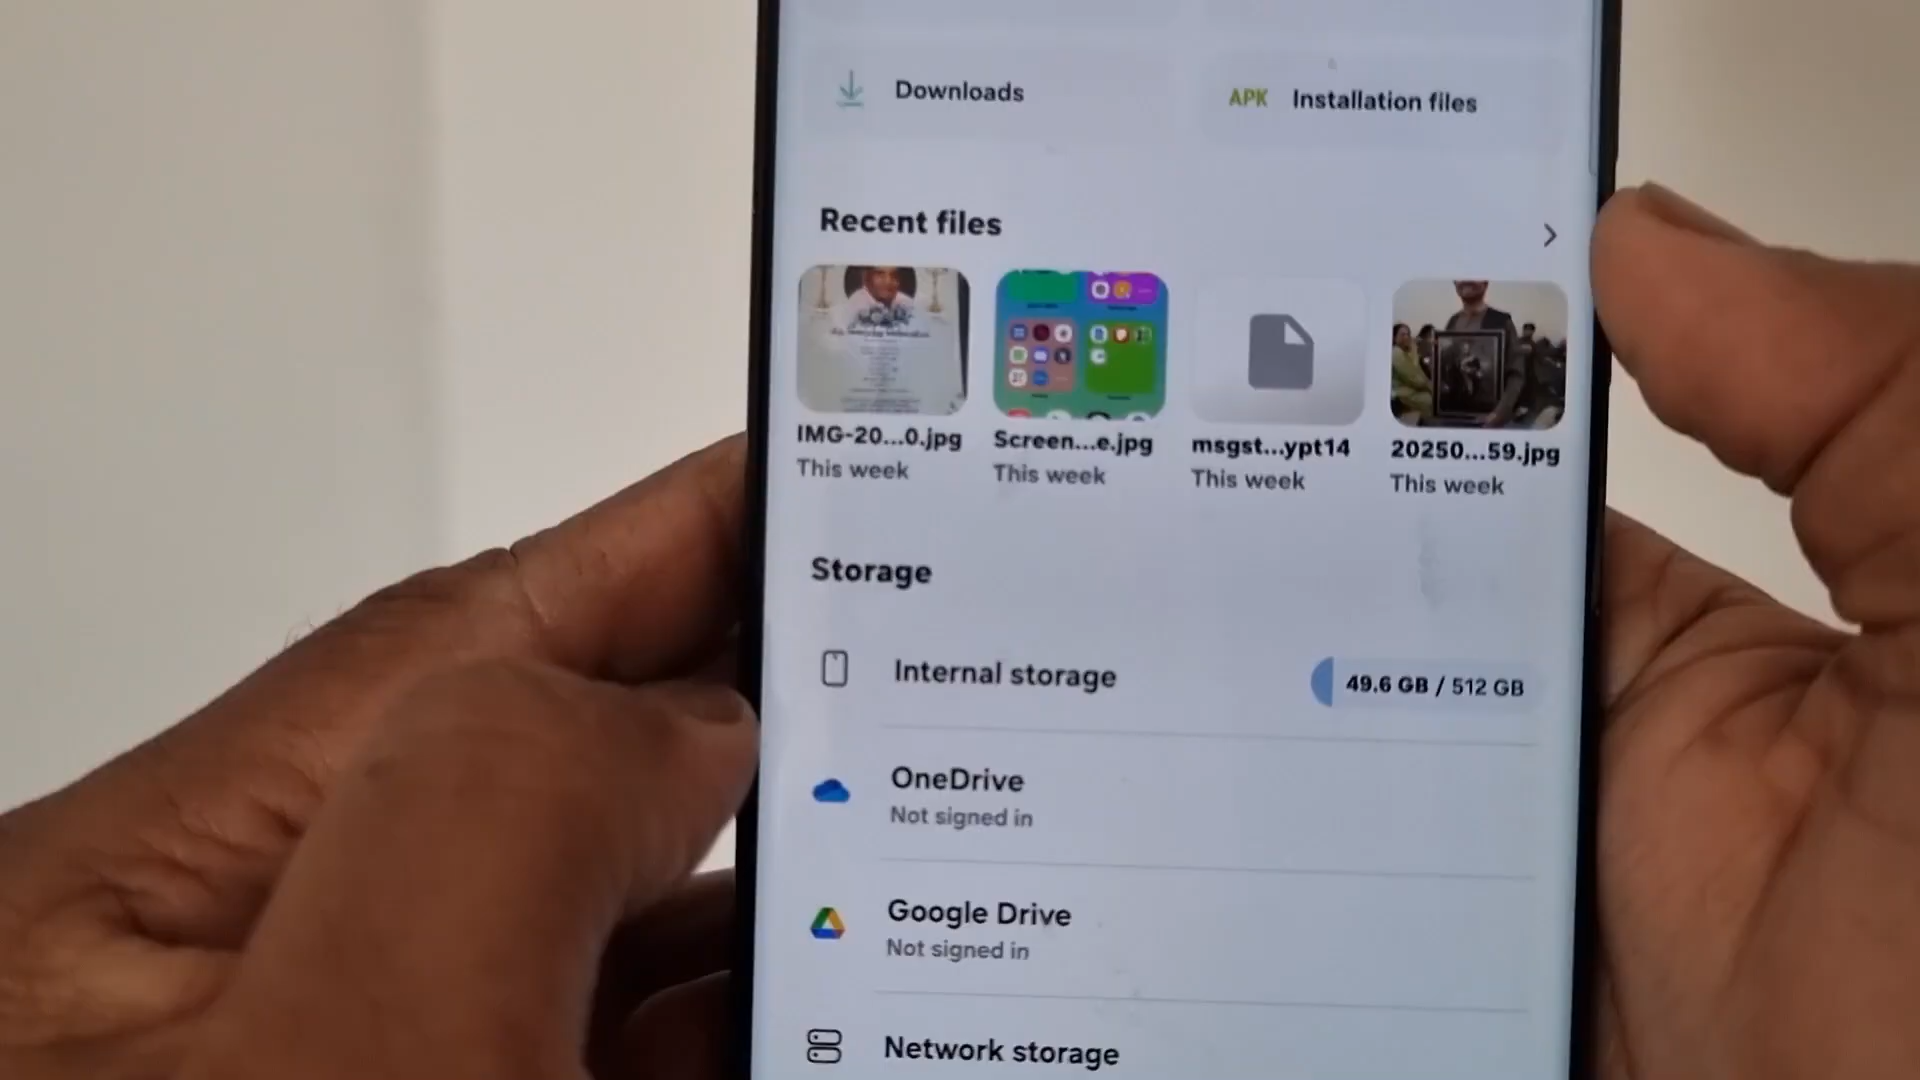 Downloads
APK Installation files
Recent files
IMG-20...0.jpg
This week
Screen...e.jpg
This week
msgst...ypt14
This week
20250...59.jpg
This week
Storage
Internal storage
49.6 GB / 512 GB
OneDrive
Not signed in
Google Drive
Not signed in
Network storage